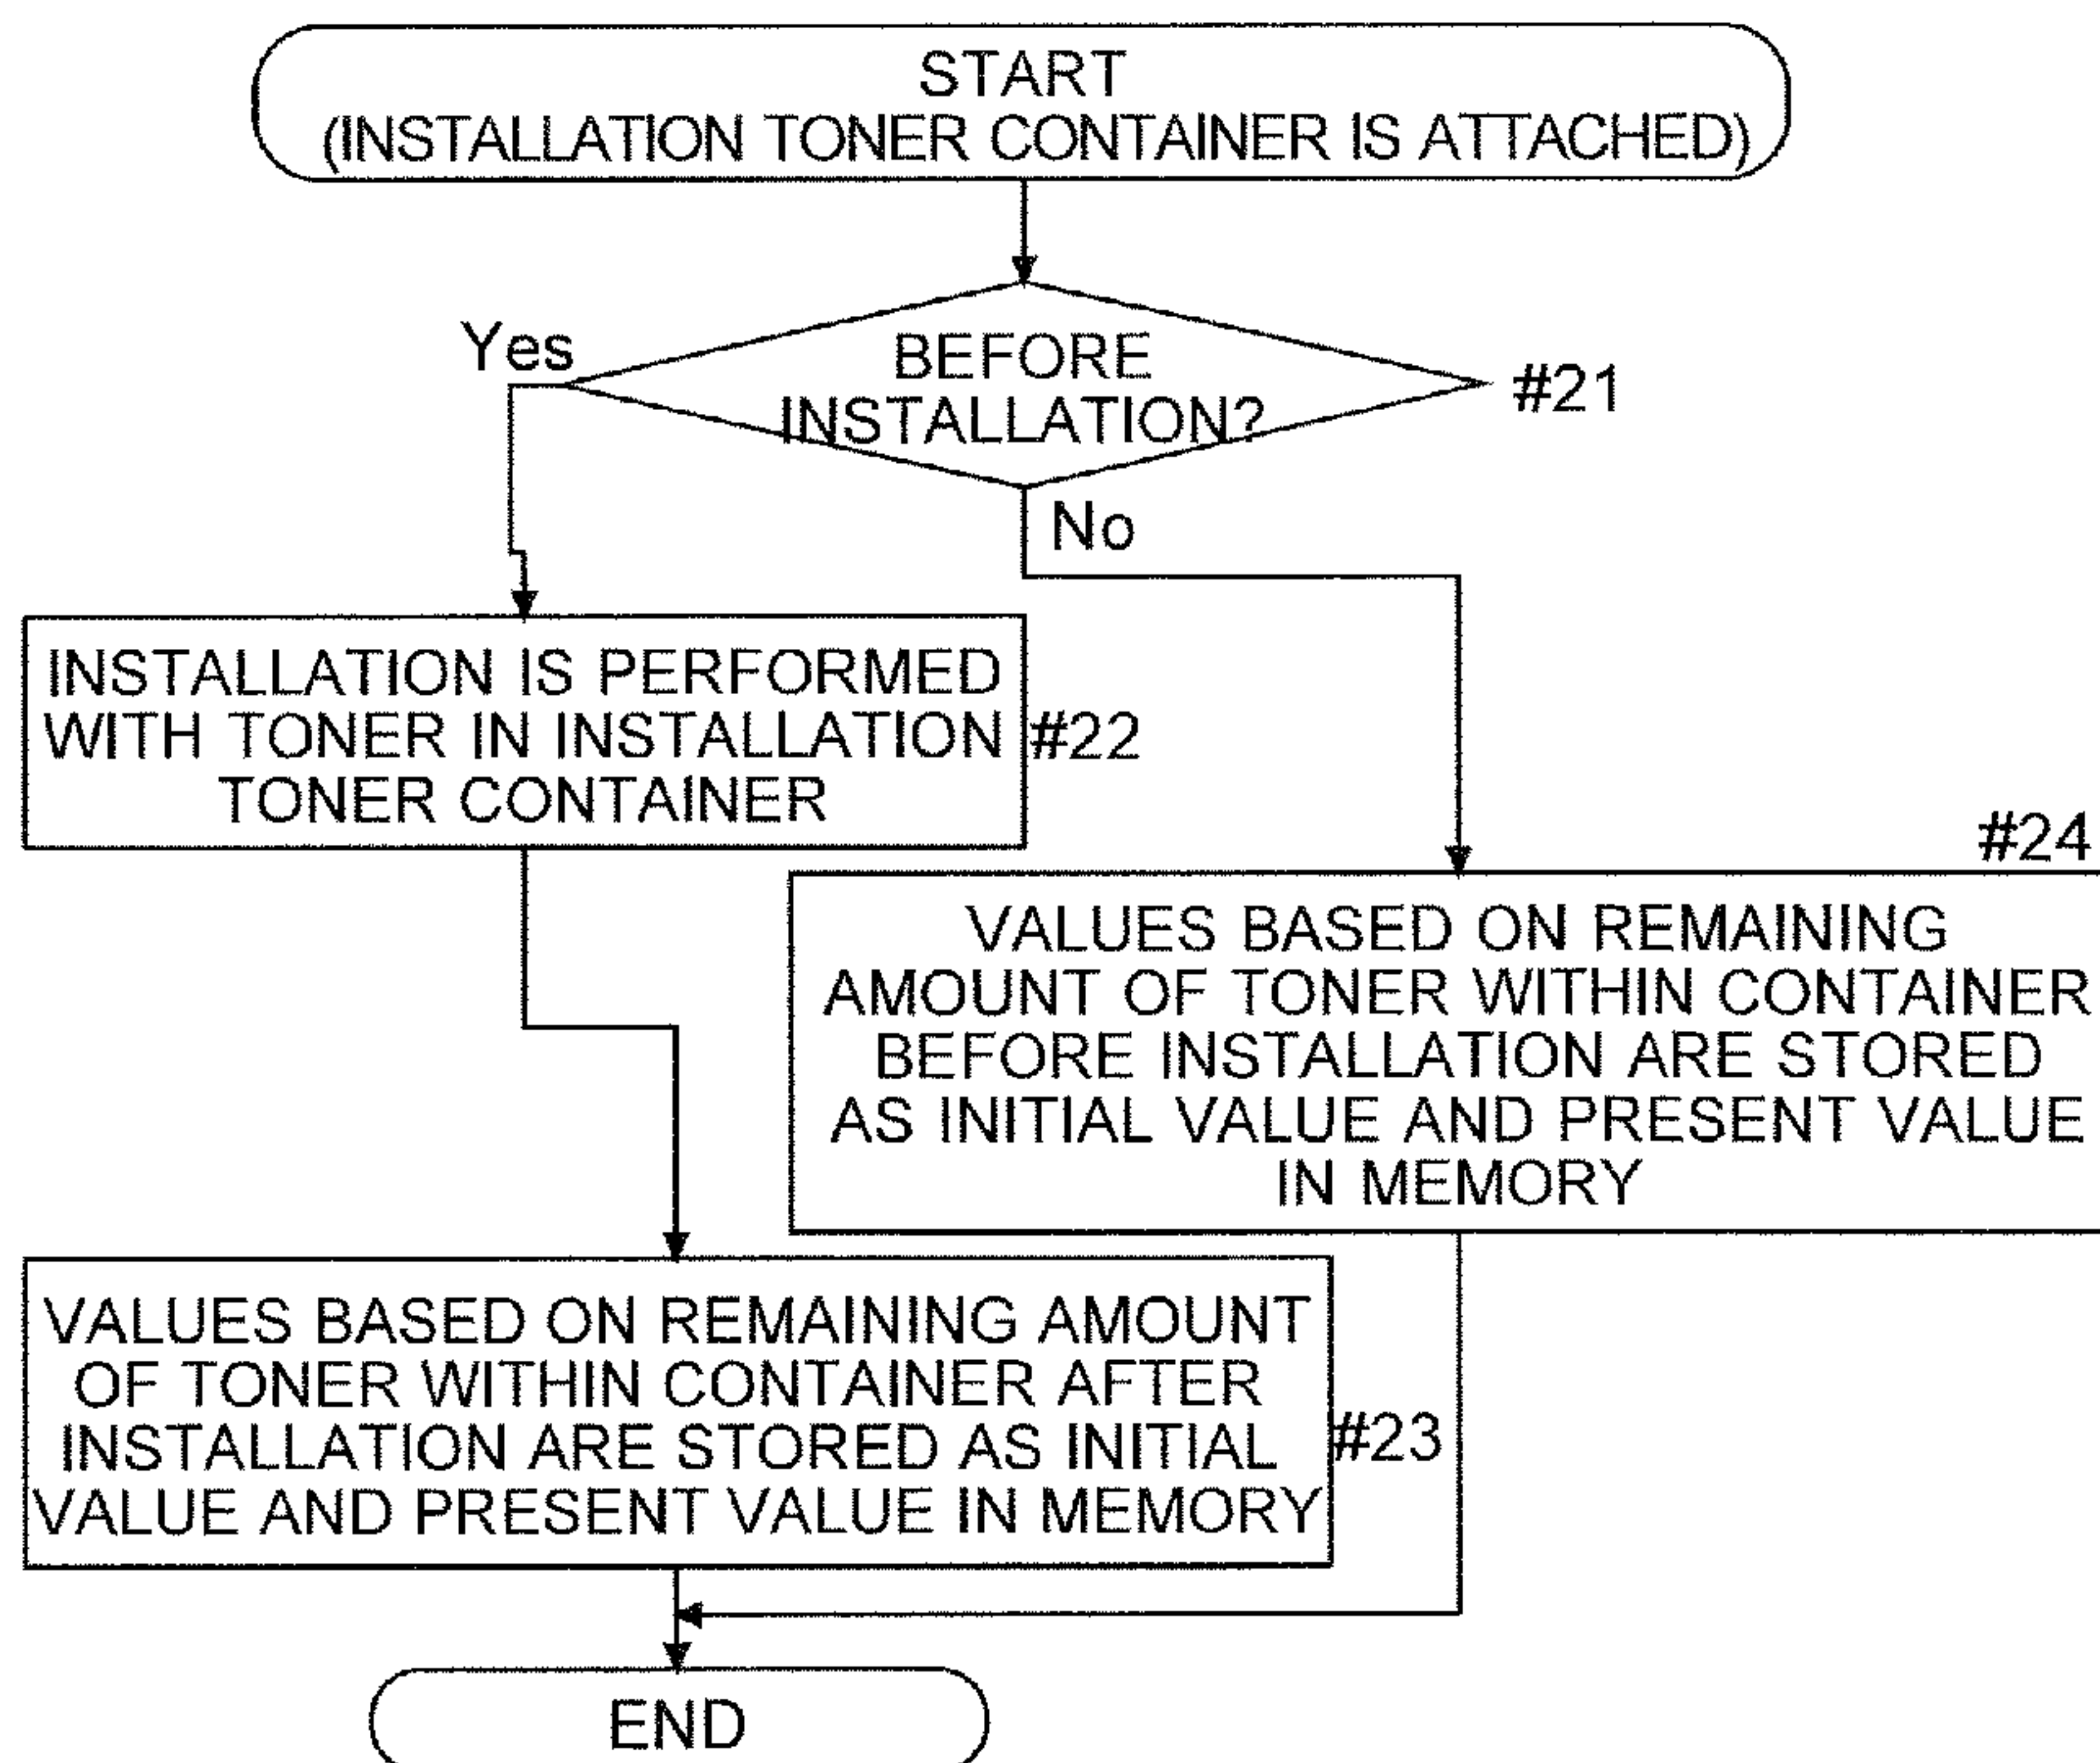 START
(INSTALLATION TONER CONTAINER IS ATTACHED)
BEFORE
INSTALLATION?
#21
Yes
No
INSTALLATION IS PERFORMED
WITH TONER IN INSTALLATION
TONER CONTAINER
#22
#24
VALUES BASED ON REMAINING
AMOUNT OF TONER WITHIN CONTAINER
BEFORE INSTALLATION ARE STORED
AS INITIAL VALUE AND PRESENT VALUE
IN MEMORY
VALUES BASED ON REMAINING AMOUNT
OF TONER WITHIN CONTAINER AFTER
INSTALLATION ARE STORED AS INITIAL
VALUE AND PRESENT VALUE IN MEMORY
#23
END